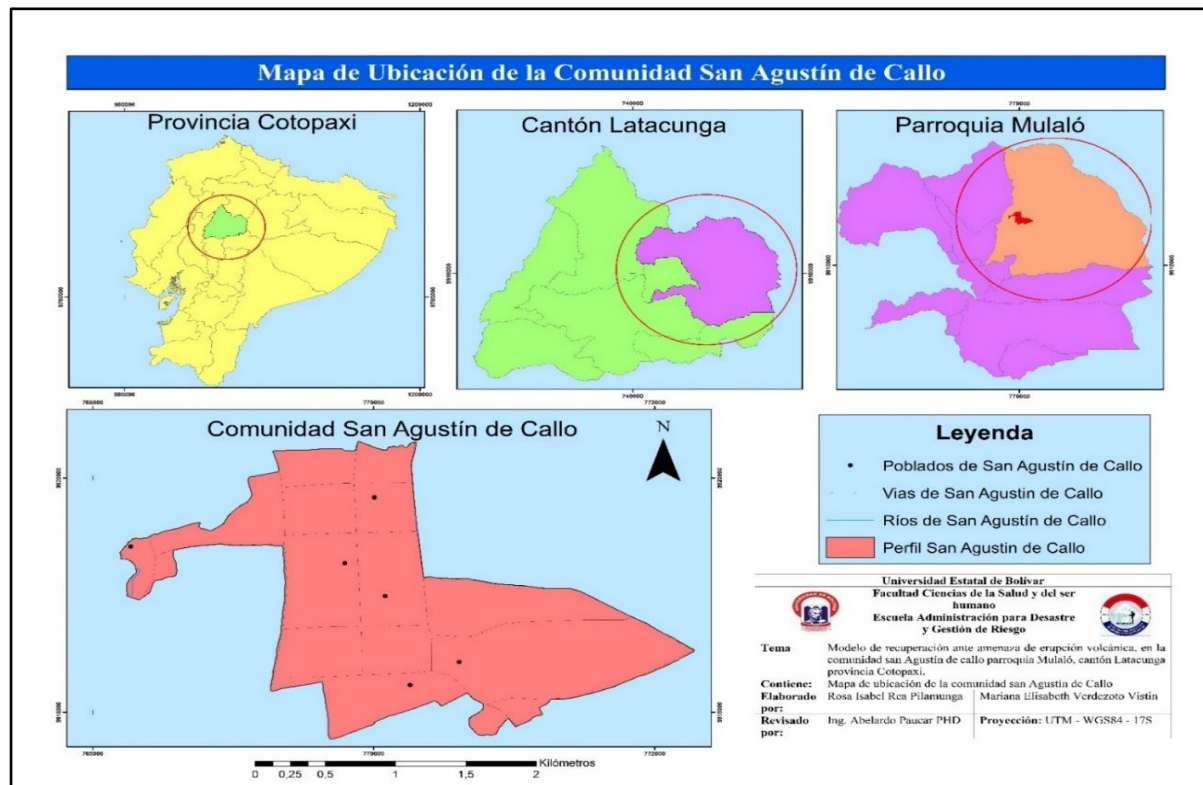 Mapa de Ubicación de la Comunidad San Agustín de Callo
Provincia Cotopaxi
Cantón Latacunga
Parroquia Mulaló
740000
770000
740000
770000
Comunidad San Agustín de Callo
N
Leyenda
Poblados de San Agustín de Callo
Vias de San Agustin de Callo
Ríos de San Agustín de Callo
Perfil San Agustin de Callo
0 0,25 0,5 1 1,5 2
Kilómetros
Universidad Estatal de Bolívar
Facultad Ciencias de la Salud y del ser
humano
Escuela Administración para Desastre
y Gestión de Riesgo
Tema Modelo de recuperación ante amenaza de erupción volcánica, en la
comunidad san Agustín de callo parroquia Mulaló, cantón Latacunga
provincia Cotopaxi.
Contiene: Mapa de ubicación de la comunidad san Agustín de Callo
Elaborado por: Rosa Isabel Rea Pilamunga Mariana Elisabeth Verdezoto Vistin
Revisado por: Ing. Abelardo Paucar PHD Proyección: UTM - WGS84 - 17S